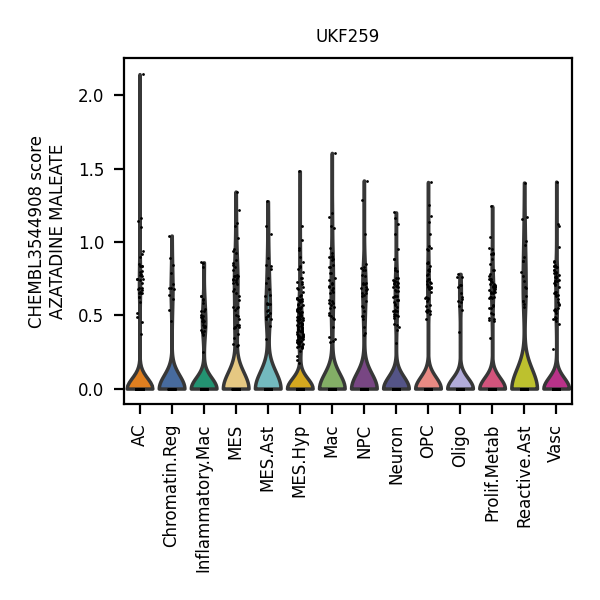 UKF259
CHEMBL3544908 score
AZATADINE MALEATE
2.0
1.5
1.0
0.5
0.0
AC
Chromatin.Reg
Inflammatory.Mac
MES
MES.Ast
MES.Hyp
Mac
NPC
Neuron
OPC
Oligo
Prolif.Metab
Reactive.Ast
Vasc